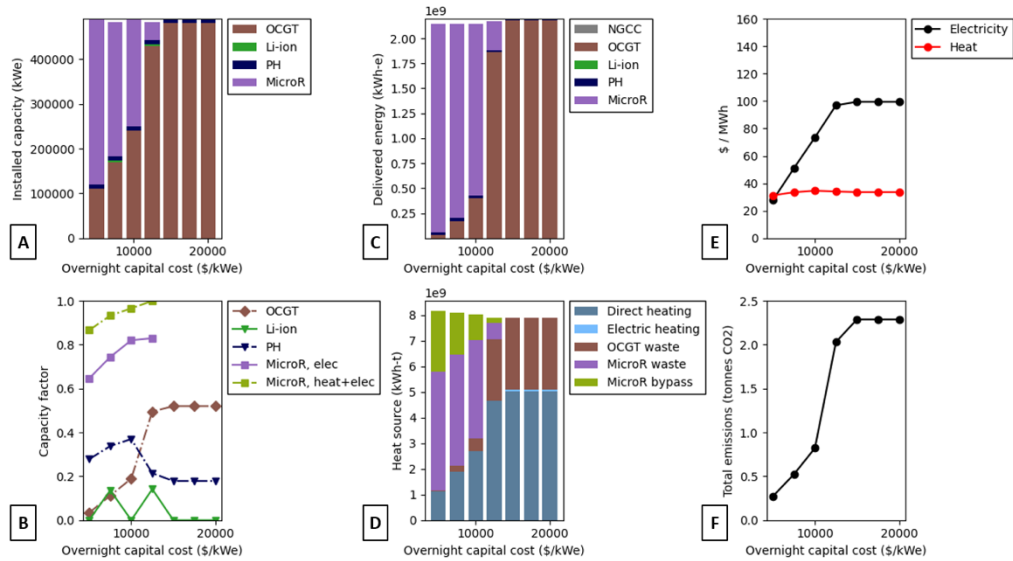 400000
300000
200000
100000
0
Installed capacity (kWe)
10000 20000
Overnight capital cost ($/kWe)
OCGT
Li-ion
PH
MicroR
A
1e9
2.00
1.75
1.50
1.25
1.00
0.75
0.50
0.25
Delivered energy (kWh-e)
10000 20000
Overnight capital cost ($/kWe)
NGCC
OCGT
Li-ion
PH
MicroR
C
160
140
120
100
80
60
40
20
0
$ / MWh
10000 20000
Overnight capital cost ($/kWe)
Electricity
Heat
E
1.0
0.8
0.6
0.4
0.2
0.0
Capacity factor
10000 20000
Overnight capital cost ($/kWe)
OCGT
Li-ion
PH
MicroR, elec
MicroR, heat+elec
B
1e9
8
7
6
5
4
3
2
1
0
Heat source (kWh-t)
10000 20000
Overnight capital cost ($/kWe)
Direct heating
Electric heating
OCGT waste
MicroR waste
MicroR bypass
D
2.5
2.0
1.5
1.0
0.5
0.0
Total emissions (tonnes CO2)
10000 20000
Overnight capital cost ($/kWe)
F